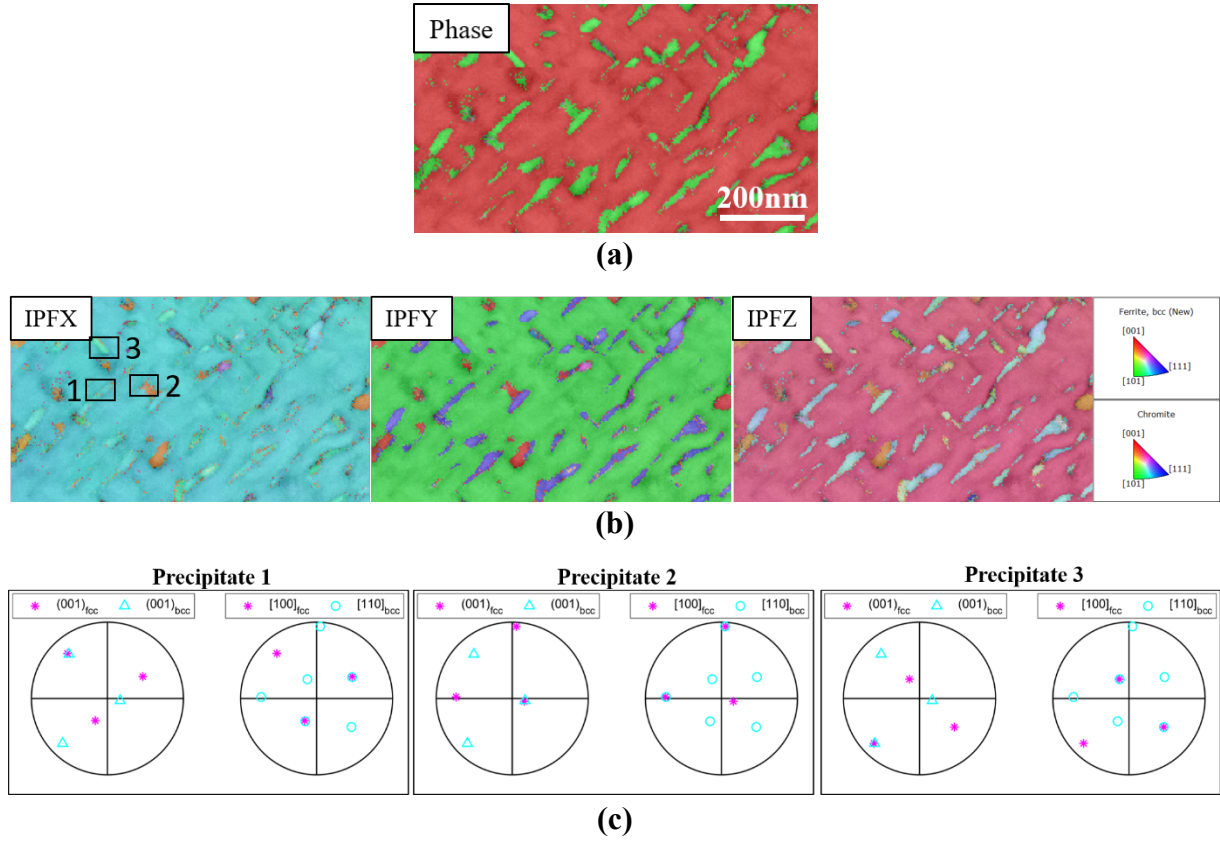 Phase
200nm
(a)
IPFX
IPFY
IPFZ
3
1
2
Ferrite, bcc (New)
[001]
[111]
[101]
Chromite
[001]
[111]
[101]
(b)
Precipitate 1
Precipitate 2
Precipitate 3
(001)fcc (001)bcc
[100]fcc [110]bcc
(001)fcc (001)bcc
[100]fcc [110]bcc
(001)fcc (001)bcc
[100]fcc [110]bcc
(c)